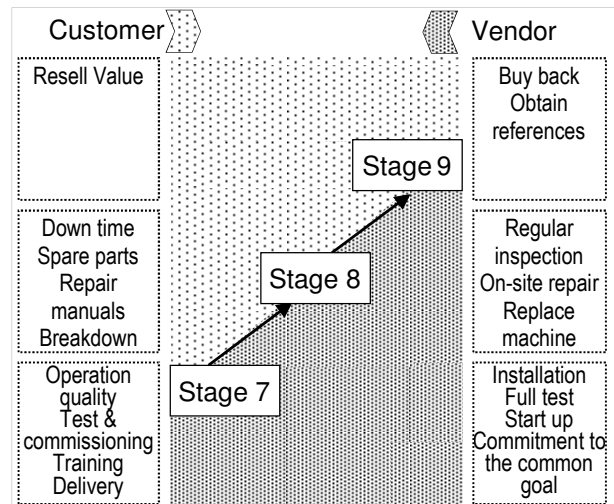 Customer
Vendor
Resell Value
Buy back
Obtain
references
Stage 9
Down time
Spare parts
Repair
manuals
Breakdown
Stage 8
Regular
inspection
On-site repair
Replace
machine
Stage 7
Operation
quality
Test &
commissioning
Training
Delivery
Installation
Full test
Start up
Commitment to
the common
goal